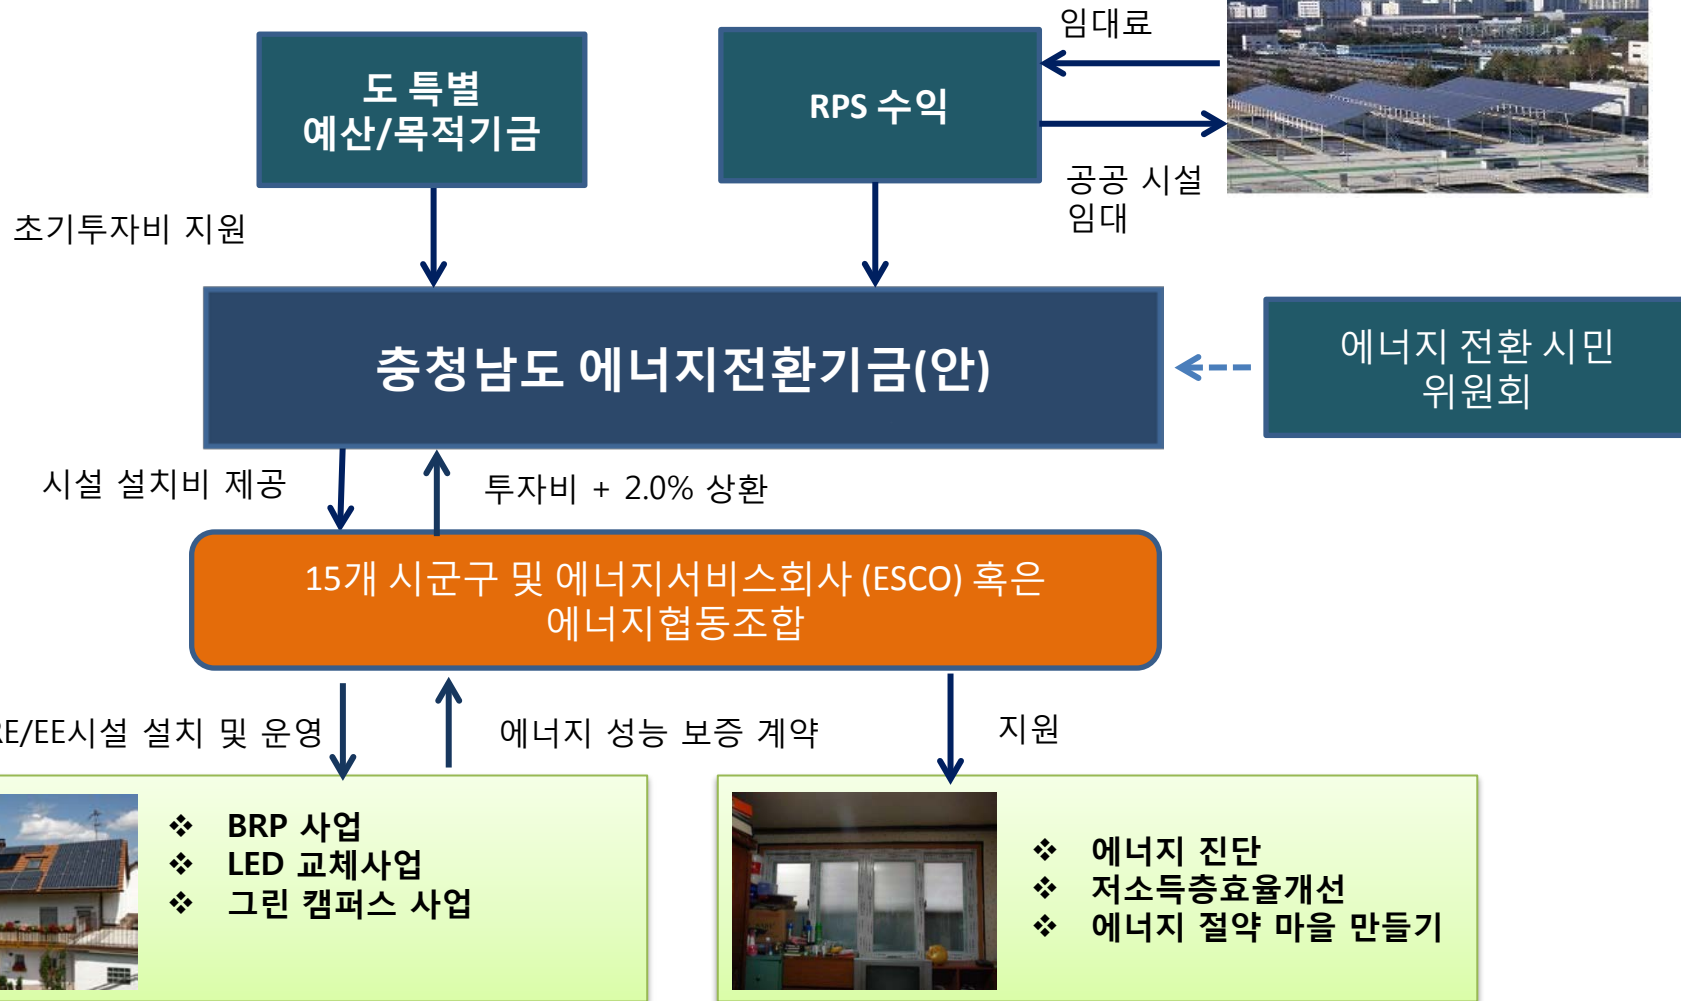 임대료
도 특별
예산/목적기금
RPS 수익
공공 시설
임대
초기투자비 지원
충청남도 에너지전환기금(안)
에너지 전환 시민
위원회
시설 설치비 제공
투자비 + 2.0% 상환
15개 시군구 및 에너지서비스회사 (ESCO) 혹은
에너지협동조합
RE/EE시설 설치 및 운영
에너지 성능 보증 계약
지원
❖ BRP 사업
❖ LED 교체사업
❖ 그린 캠퍼스 사업
❖ 에너지 진단
❖ 저소득층효율개선
❖ 에너지 절약 마을 만들기